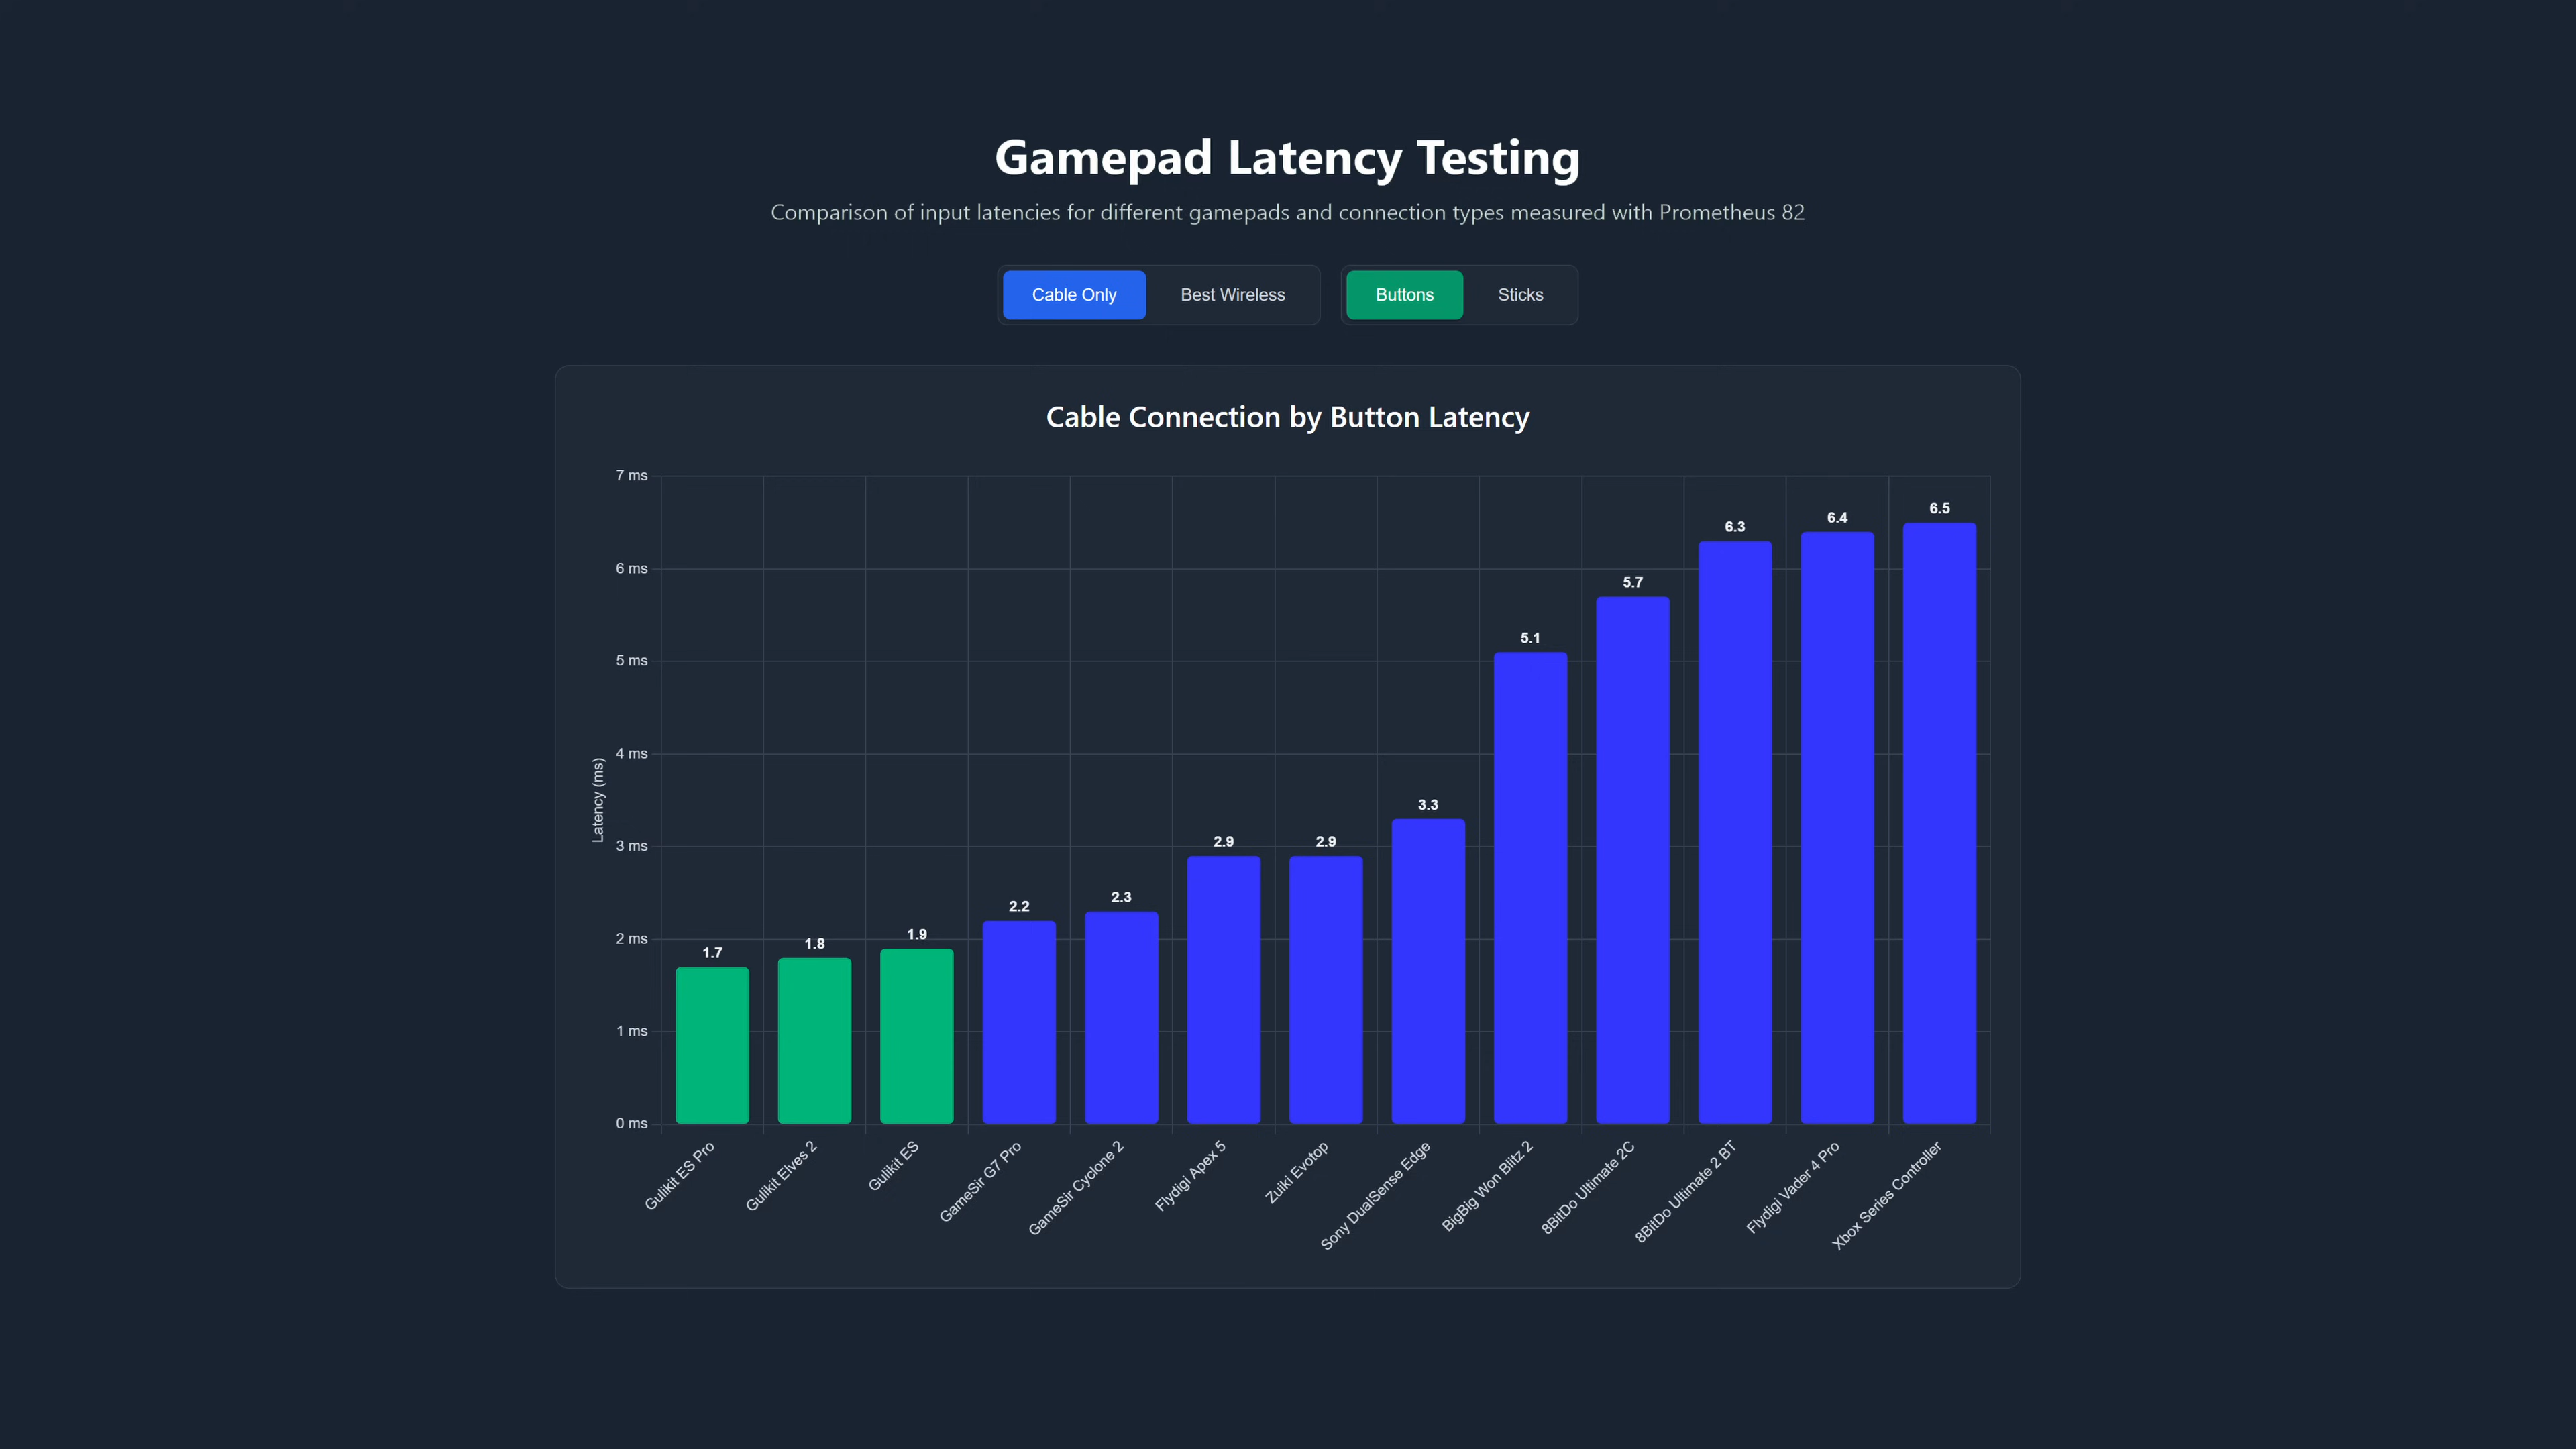 Gamepad Latency Testing
Comparison of input latencies for different gamepads and connection types measured with Prometheus 82
Cable Only
Best Wireless
Buttons
Sticks
Cable Connection by Button Latency
Latency (ms)
7 ms
6 ms
5 ms
4 ms
3 ms
2 ms
1 ms
0 ms
1.7
1.8
1.9
2.2
2.3
2.9
2.9
3.3
5.1
5.7
6.3
6.4
6.5
Gulikit ES Pro
Gulikit Elves 2
Gulikit ES
GameSir G7 Pro
GameSir Cyclone 2
Flydigi Apex 5
Zuiki Evotop
Sony DualSense Edge
BigBig Won Blitz 2
8BitDo Ultimate 2C
8BitDo Ultimate 2 BT
Flydigi Vader 4 Pro
Xbox Series Controller